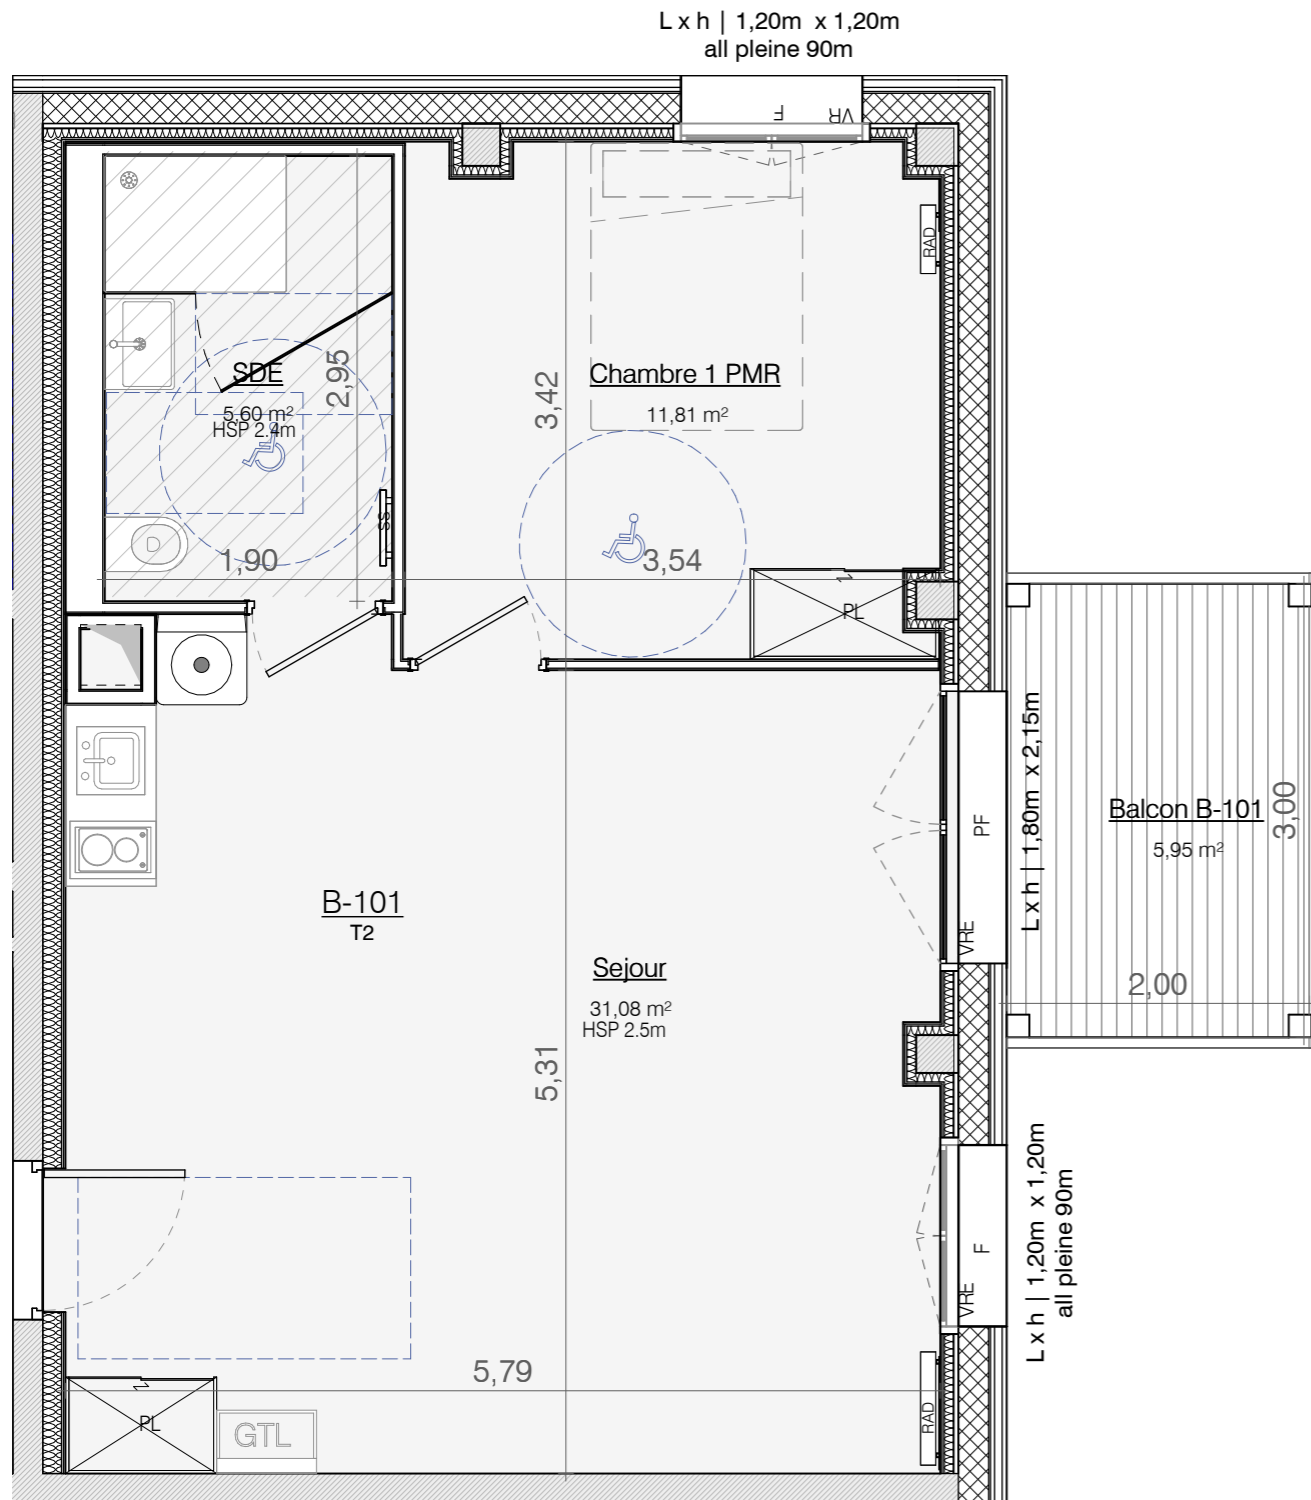 L x h | 1,20m x 1,20m
all pleine 90m
F
VR
RAD
SDE
5,60 m²
HSP 2.4m
2,95
Chambre 1 PMR
11,81 m²
3,42
SS
1,90
3,54
PL
L x h | 1,80m x 2,15m
PF
VRE
Balcon B-101
5,95 m²
3,00
2,00
B-101
T2
Sejour
31,08 m²
HSP 2.5m
5,31
L x h | 1,20m x 1,20m
all pleine 90m
F
VRE
5,79
RAD
PL
GTL